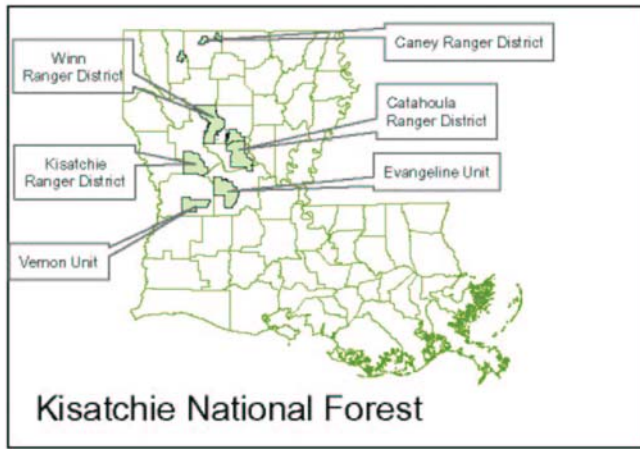 Winn
Ranger District
Caney Ranger District
Catahoula
Ranger District
Kisatchie
Ranger District
Evangeline Unit
Vernon Unit
Kisatchie National Forest